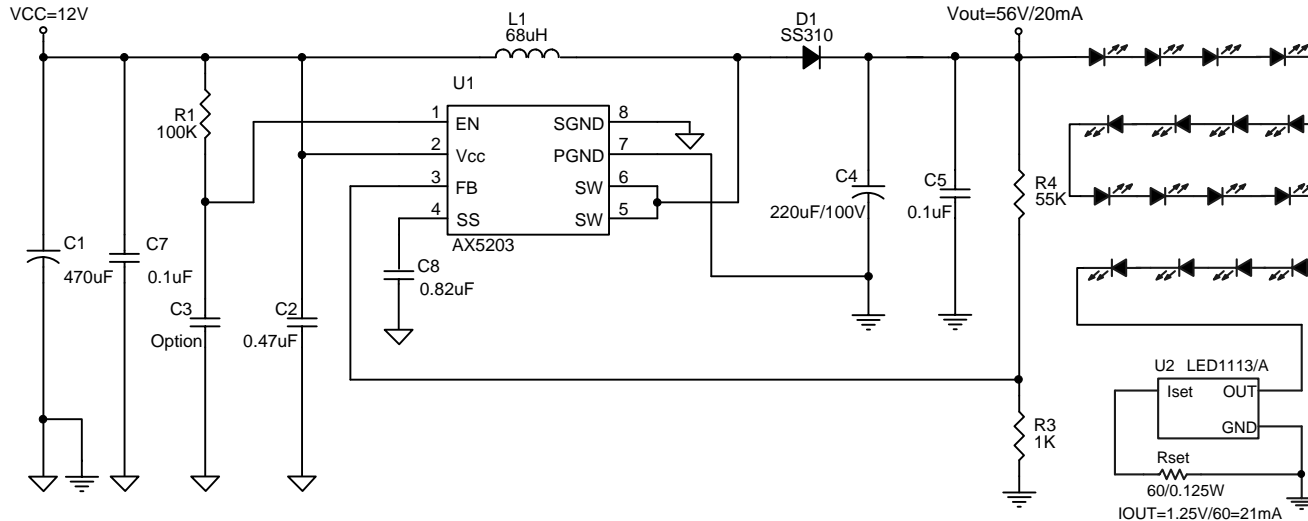 VCC=12V
L1
68uH
D1
SS310
Vout=56V/20mA
U1
R1
100K
1
EN
SGND
8
2
Vcc
PGND
7
3
FB
SW
6
4
SS
SW
5
AX5203
C4
220uF/100V
C5
0.1uF
R4
55K
C1
470uF
C7
0.1uF
C8
0.82uF
C3
Option
C2
0.47uF
U2 LED1113/A
Iset
OUT
GND
R3
1K
Rset
60/0.125W
IOUT=1.25V/60=21mA